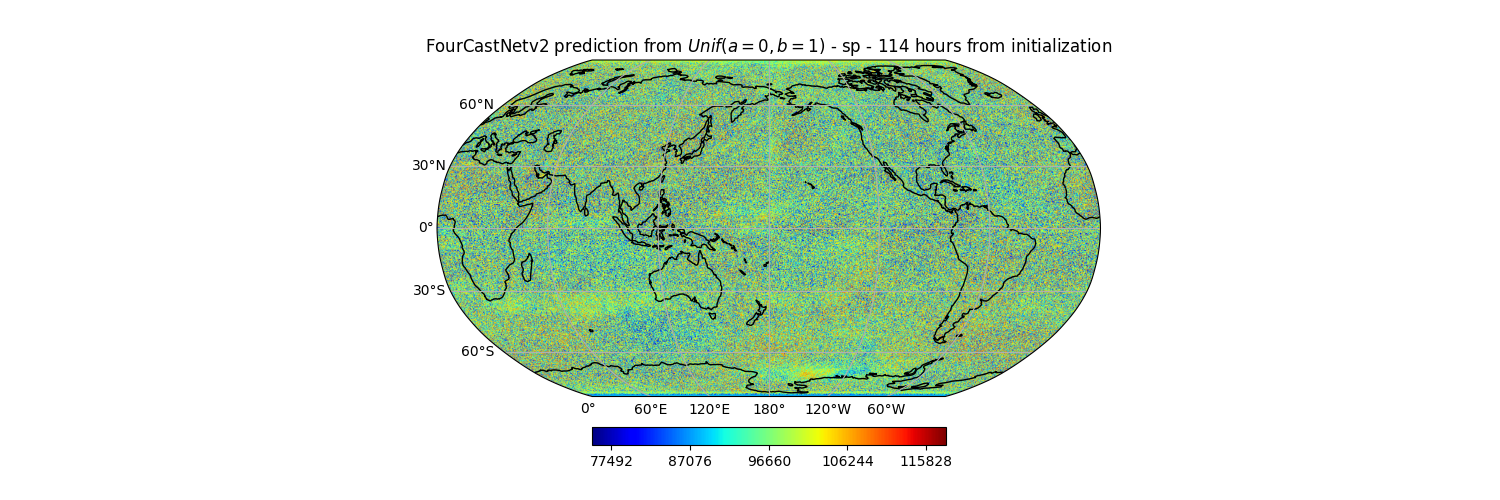 FourCastNetv2 prediction from Unif(a = 0, b = 1) - sp - 114 hours from initialization
60°N
30°N
0°
30°S
60°S
0° 60°E 120°E 180° 120°W 60°W
77492 87076 96660 106244 115828